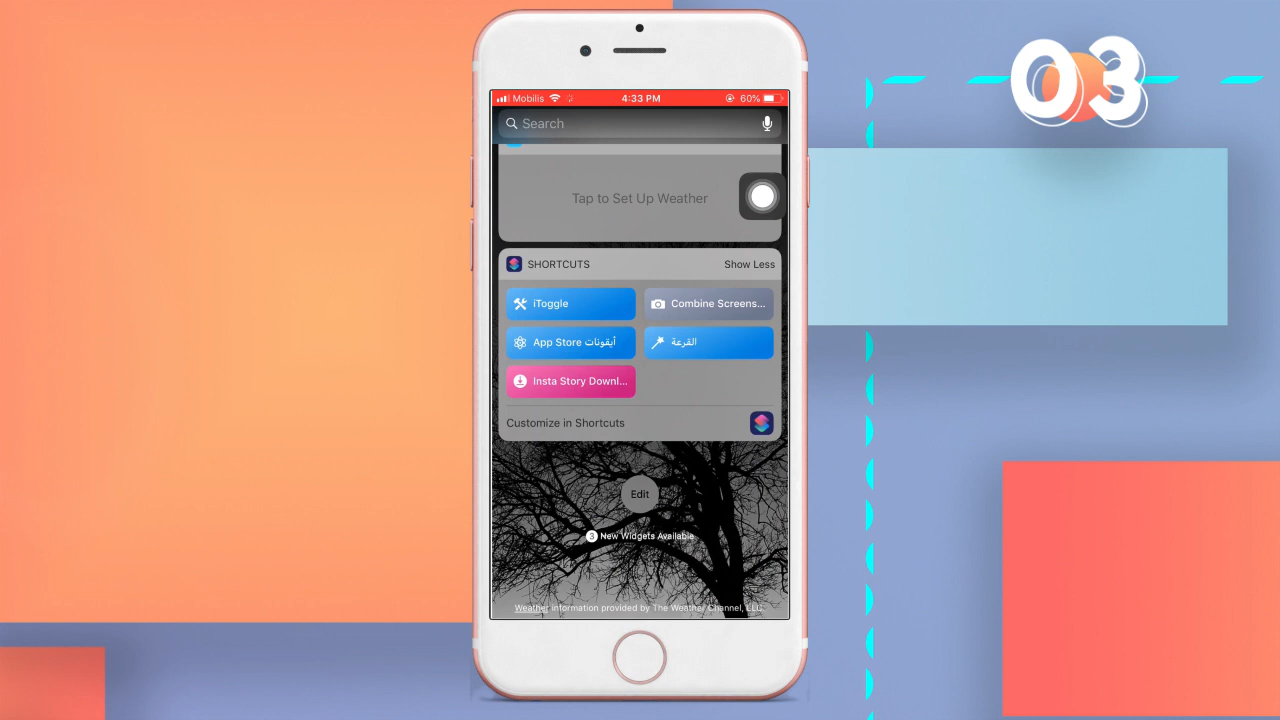 03
Mobilis 4:33 PM 60%
Search
Tap to Set Up Weather
SHORTCUTS Show Less
iToggle
Combine Screens...
أيقونات App Store
القرعة
Insta Story Downl...
Customize in Shortcuts
Edit
3 New Widgets Available
Weather information provided by The Weather Channel, LLC.